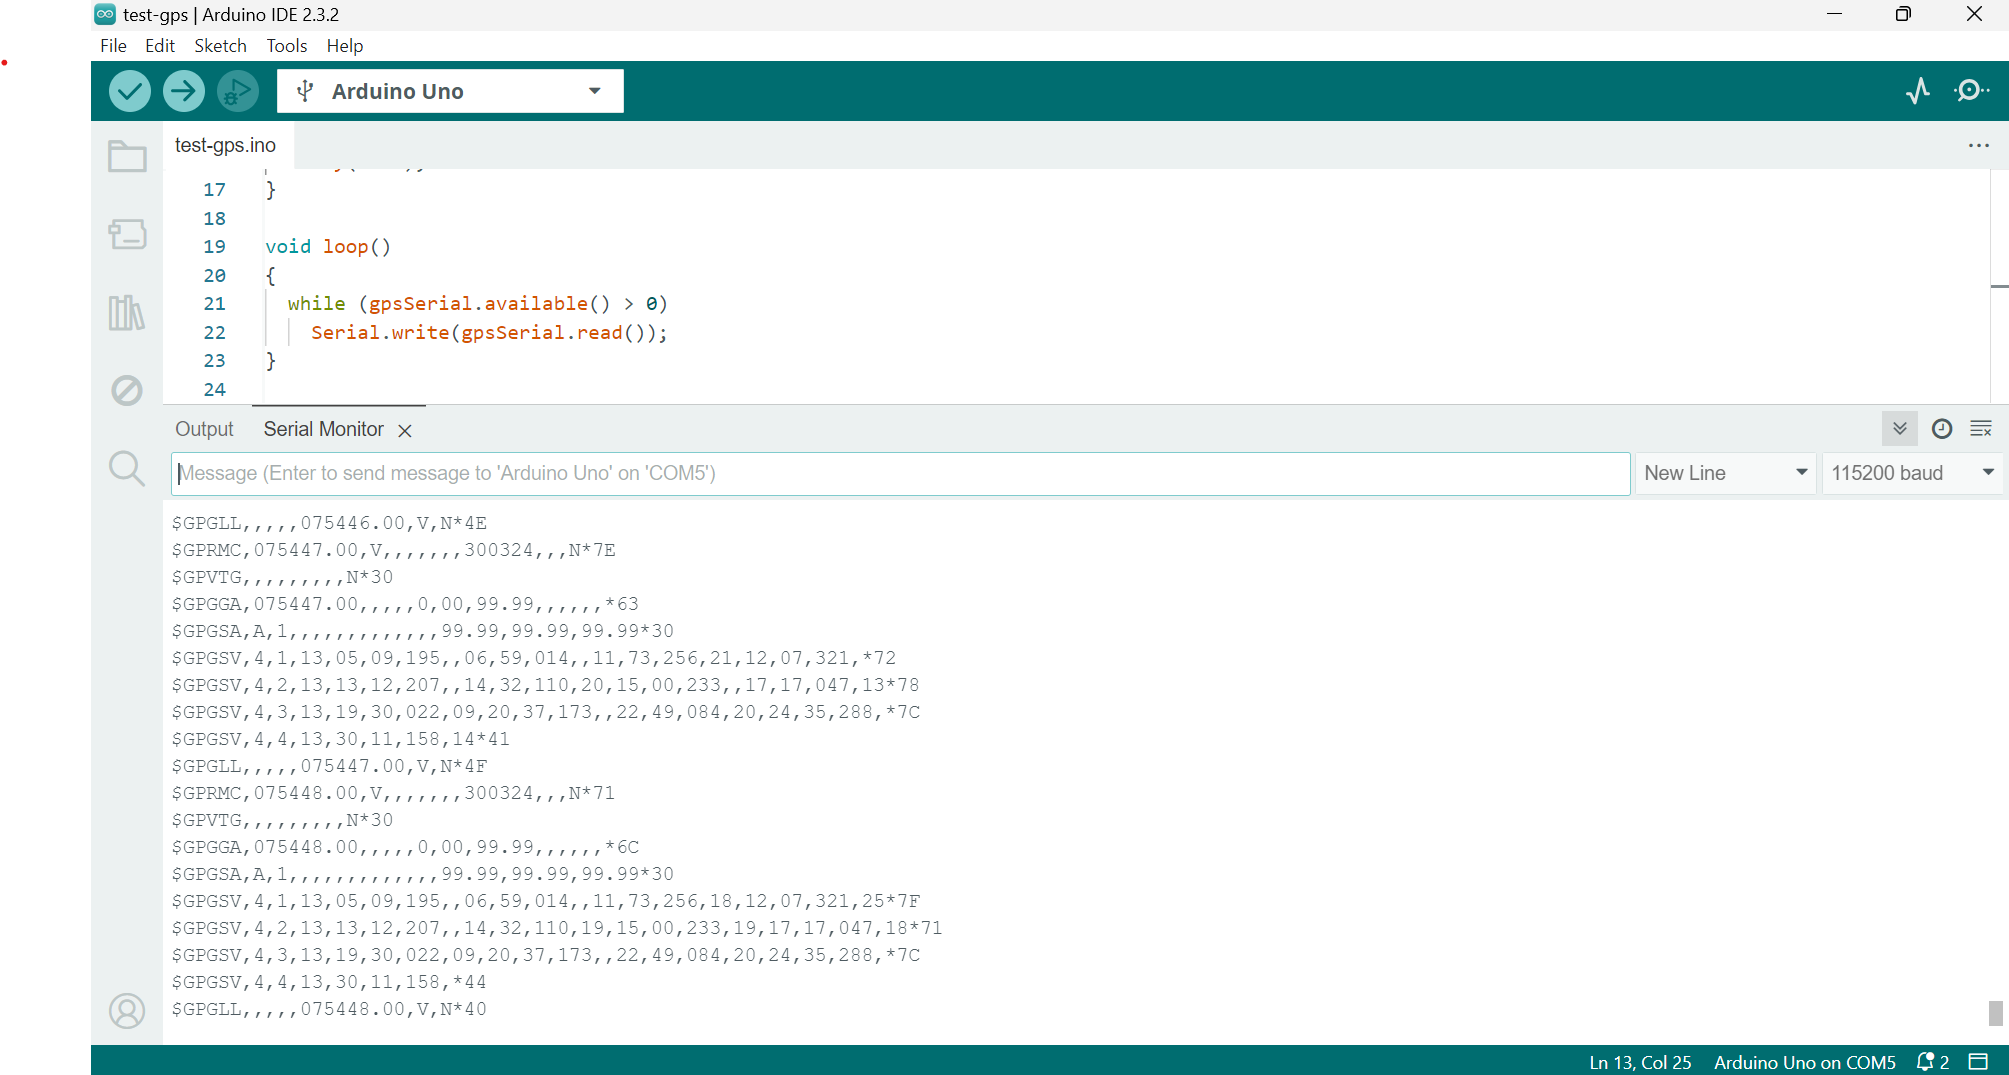 test-gps | Arduino IDE 2.3.2
File Edit Sketch Tools Help
Arduino Uno
test-gps.ino
17 }
18
19 void loop()
20 {
21 while (gpsSerial.available() > 0)
22 Serial.write(gpsSerial.read());
23 }
24
Output Serial Monitor
Message (Enter to send message to 'Arduino Uno' on 'COM5')
New Line
115200 baud
$GPGLL,,,,,075446.00,V,N*4E
$GPRMC,075447.00,V,,,,,,,300324,,,N*7E
$GPVTG,,,,,,,,,N*30
$GPGGA,075447.00,,,,,0,00,99.99,,,,,,*63
$GPGSA,A,1,,,,,,,,,,,,,99.99,99.99,99.99*30
$GPGSV,4,1,13,05,09,195,,06,59,014,,11,73,256,21,12,07,321,*72
$GPGSV,4,2,13,13,12,207,,14,32,110,20,15,00,233,,17,17,047,13*78
$GPGSV,4,3,13,19,30,022,09,20,37,173,,22,49,084,20,24,35,288,*7C
$GPGSV,4,4,13,30,11,158,14*41
$GPGLL,,,,,075447.00,V,N*4F
$GPRMC,075448.00,V,,,,,,,300324,,,N*71
$GPVTG,,,,,,,,,N*30
$GPGGA,075448.00,,,,,0,00,99.99,,,,,,*6C
$GPGSA,A,1,,,,,,,,,,,,,99.99,99.99,99.99*30
$GPGSV,4,1,13,05,09,195,,06,59,014,,11,73,256,18,12,07,321,25*7F
$GPGSV,4,2,13,13,12,207,,14,32,110,19,15,00,233,19,17,17,047,18*71
$GPGSV,4,3,13,19,30,022,09,20,37,173,,22,49,084,20,24,35,288,*7C
$GPGSV,4,4,13,30,11,158,*44
$GPGLL,,,,,075448.00,V,N*40
Ln 13, Col 25 Arduino Uno on COM5 2